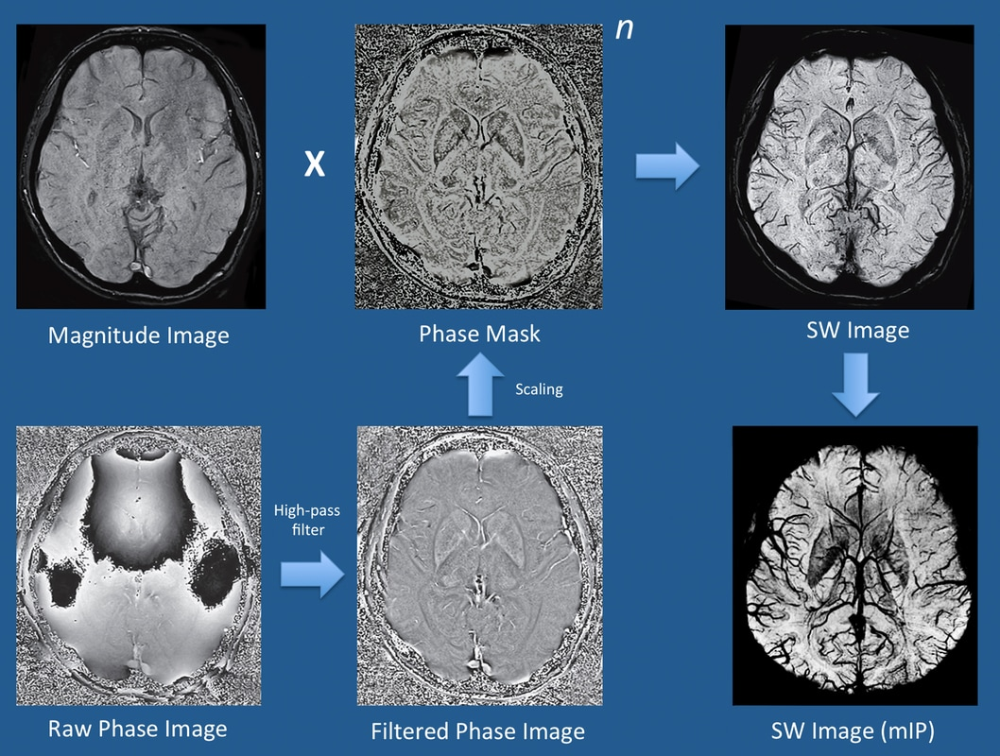 n
X
Magnitude Image
Phase Mask
SW Image
Scaling
High-pass
filter
Raw Phase Image
Filtered Phase Image
SW Image (mIP)